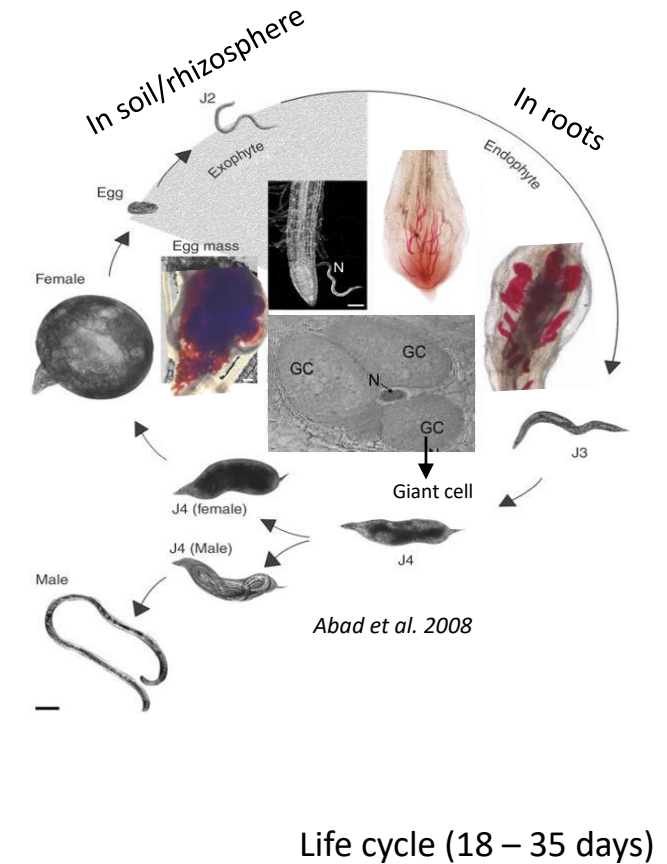 In soil/rhizosphere
In roots
J2
Exophyte
Endophyte
Egg
Egg mass
Female
N
GC
GC
N
GC
N
Giant cell
J3
J4 (female)
J4
J4 (Male)
Male
Abad et al. 2008
Life cycle (18 – 35 days)